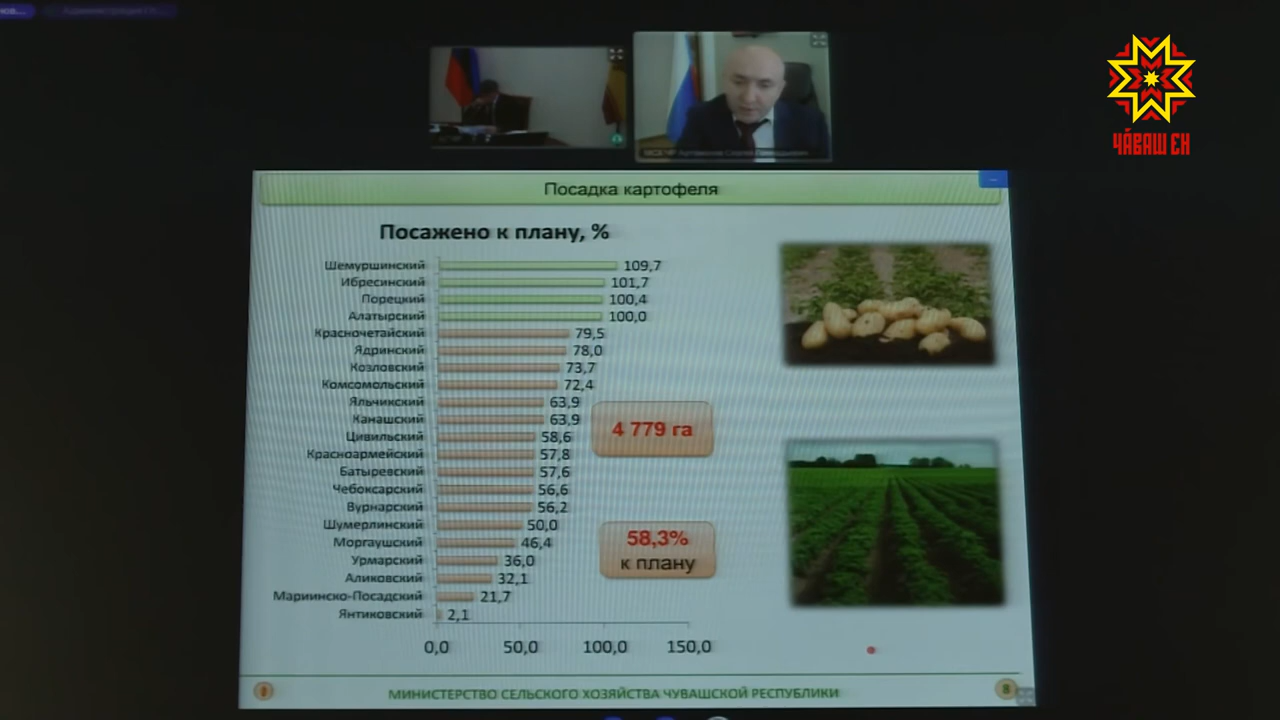 ЧӐВАШ ЕН
Посадка картофеля
Посажено к плану, %
Шемуршинский 109,7
Ибресинский 101,7
Порецкий 100,4
Алатырский 100,0
Красночетайский 79,5
Ядринский 78,0
Козловский 73,7
Комсомольский 72,4
Яльчикский 63,9
Канашский 63,9
Цивильский 58,6
Красноармейский 57,8
Батыревский 57,6
Чебоксарский 56,6
Вурнарский 56,2
Шумерлинский 50,0
Моргаушский 46,4
Урмарский 36,0
Аликовский 32,1
Мариинско-Посадский 21,7
Янтиковский 2,1
0,0 50,0 100,0 150,0
4 779 га
58,3%
к плану
МИНИСТЕРСТВО СЕЛЬСКОГО ХОЗЯЙСТВА ЧУВАШСКОЙ РЕСПУБЛИКИ
8